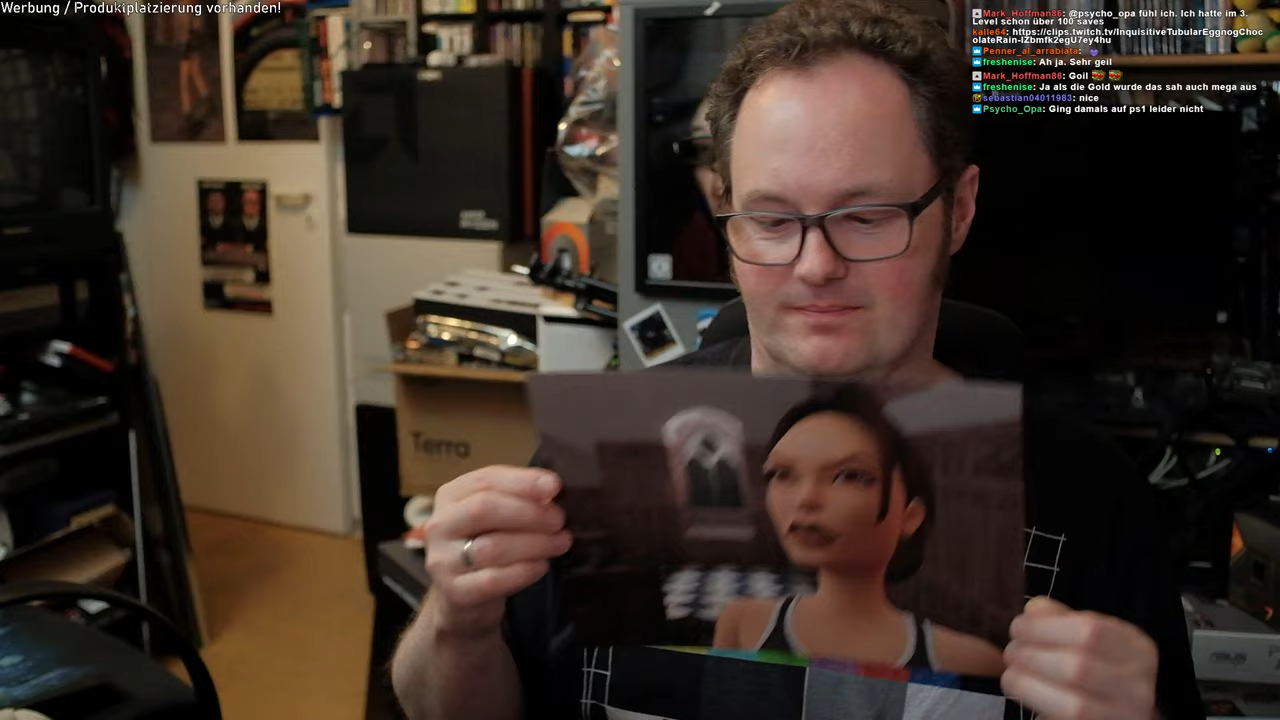 Werbung / Produktplatzierung vorhanden!
Mark_Hoffman86: @psycho_opa fühl ich. Ich hatte im 3.
Level schon über 100 saves
kalle64: https://clips.twitch.tv/InquisitiveTubularEggnogChoc
olateRain-IZbmfk2egU7ey4hu
Penner_al_arrabiata:
freshenise: Ah ja. Sehr geil
Mark_Hoffman86: Goil
freshenise: Ja als die Gold wurde das sah auch mega aus
sebastian04011983: nice
Psycho_Opa: Ging damals auf ps1 leider nicht
Terra
ASUS